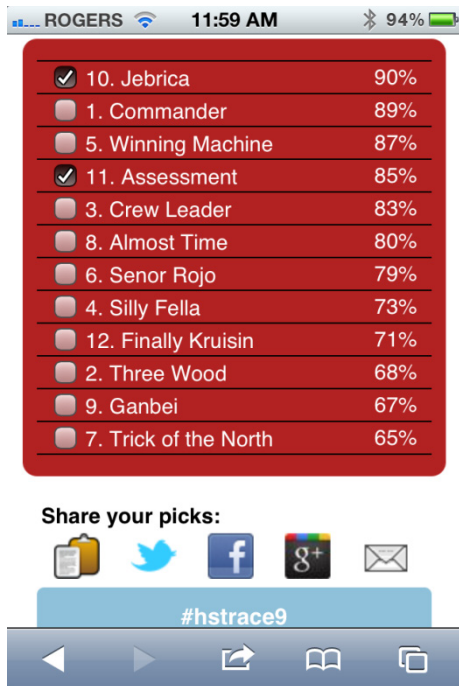 ROGERS 11:59 AM 94%
10. Jebrica 90%
1. Commander 89%
5. Winning Machine 87%
11. Assessment 85%
3. Crew Leader 83%
8. Almost Time 80%
6. Senor Rojo 79%
4. Silly Fella 73%
12. Finally Kruisin 71%
2. Three Wood 68%
9. Ganbei 67%
7. Trick of the North 65%
Share your picks:
f g+
#hstrace9